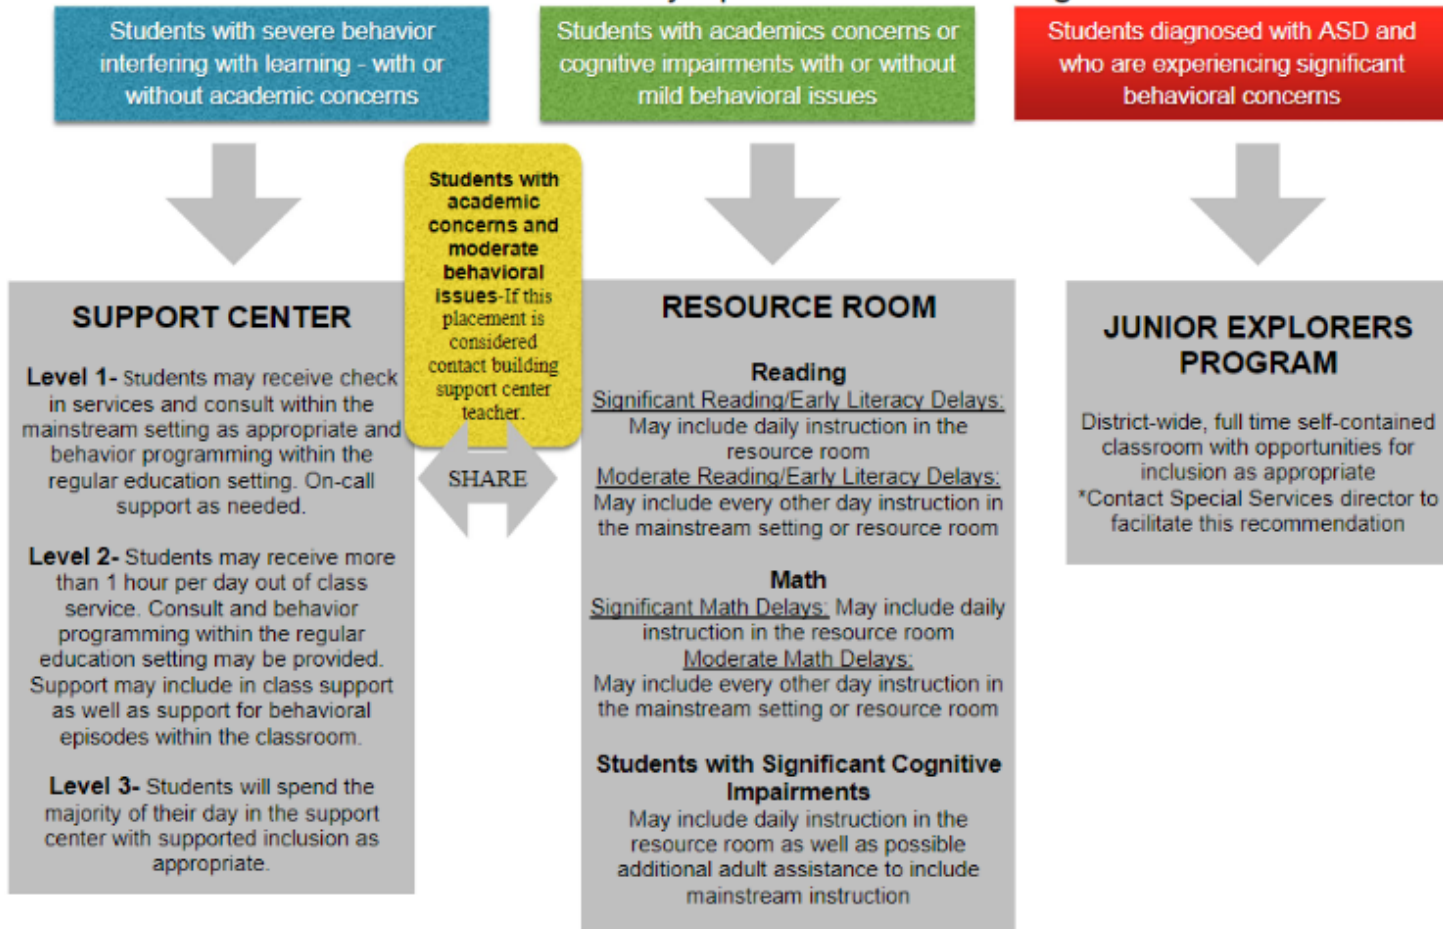 Students with severe behavior
interfering with learning - with or
without academic concerns
Students with academics concerns or
cognitive impairments with or without
mild behavioral issues
Students diagnosed with ASD and
who are experiencing significant
behavioral concerns
Students with
academic
concerns and
moderate
behavioral
issues-If this
placement is
considered
contact building
support center
teacher.
SHARE
SUPPORT CENTER
Level 1- Students may receive check
in services and consult within the
mainstream setting as appropriate and
behavior programming within the
regular education setting. On-call
support as needed.
Level 2- Students may receive more
than 1 hour per day out of class
service. Consult and behavior
programming within the regular
education setting may be provided.
Support may include in class support
as well as support for behavioral
episodes within the classroom.
Level 3- Students will spend the
majority of their day in the support
center with supported inclusion as
appropriate.
RESOURCE ROOM
Reading
Significant Reading/Early Literacy Delays:
May include daily instruction in the
resource room
Moderate Reading/Early Literacy Delays:
May include every other day instruction in
the mainstream setting or resource room
Math
Significant Math Delays: May include daily
instruction in the resource room
Moderate Math Delays:
May include every other day instruction in
the mainstream setting or resource room
Students with Significant Cognitive
Impairments
May include daily instruction in the
resource room as well as possible
additional adult assistance to include
mainstream instruction
JUNIOR EXPLORERS
PROGRAM
District-wide, full time self-contained
classroom with opportunities for
inclusion as appropriate
*Contact Special Services director to
facilitate this recommendation